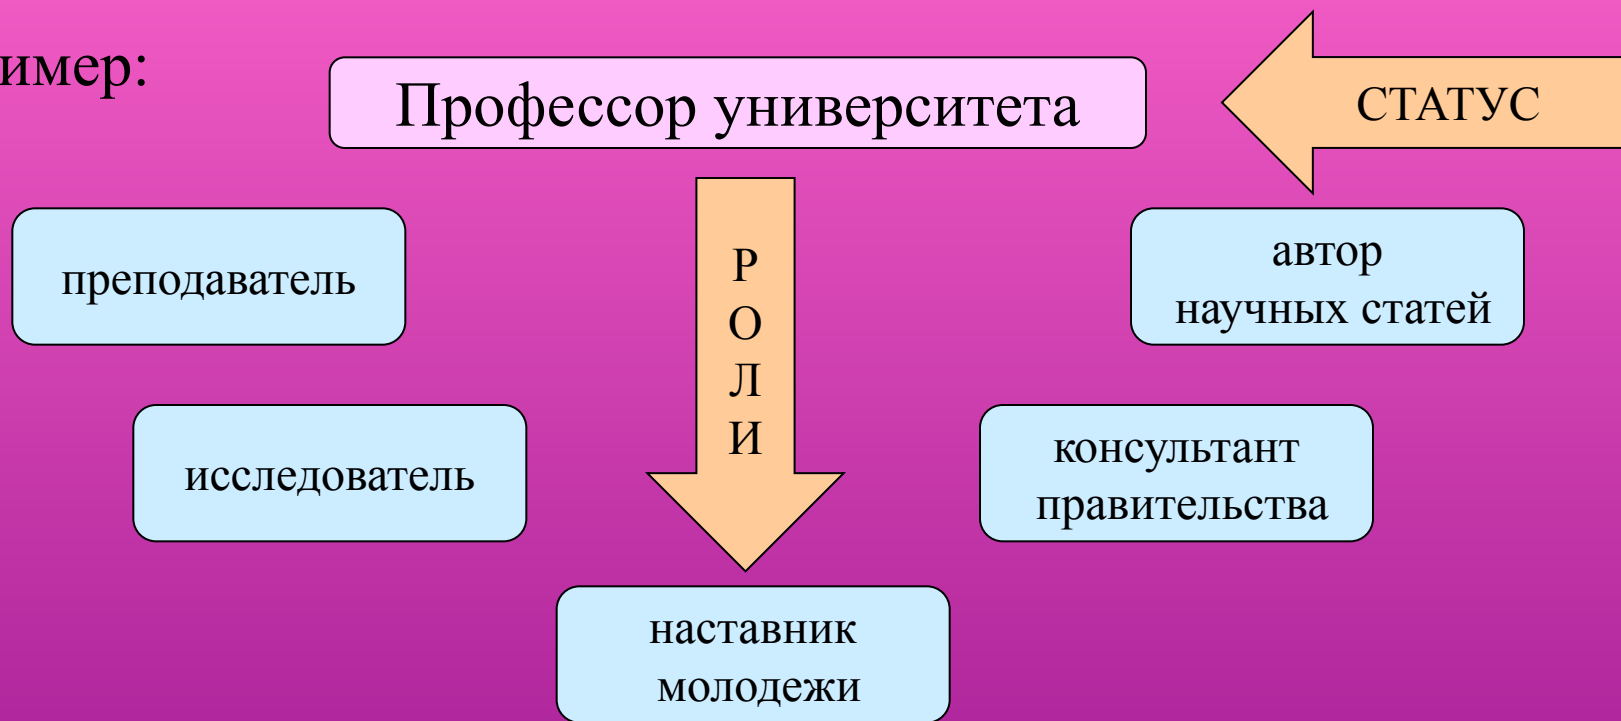 имер:
Профессор университета
СТАТУС
преподаватель
Р
О
Л
И
автор
научных статей
исследователь
консультант
правительства
наставник
молодежи